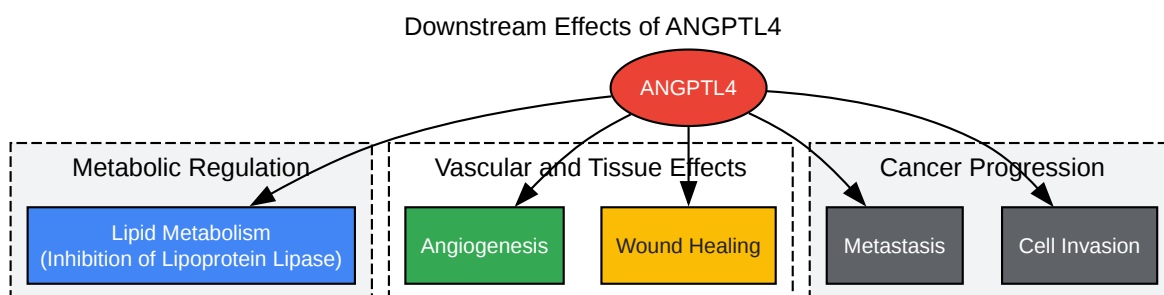 Downstream Effects of ANGPTL4
ANGPTL4
Metabolic Regulation
Vascular and Tissue Effects
Cancer Progression
Lipid Metabolism
(Inhibition of Lipoprotein Lipase)
Angiogenesis
Wound Healing
Metastasis
Cell Invasion